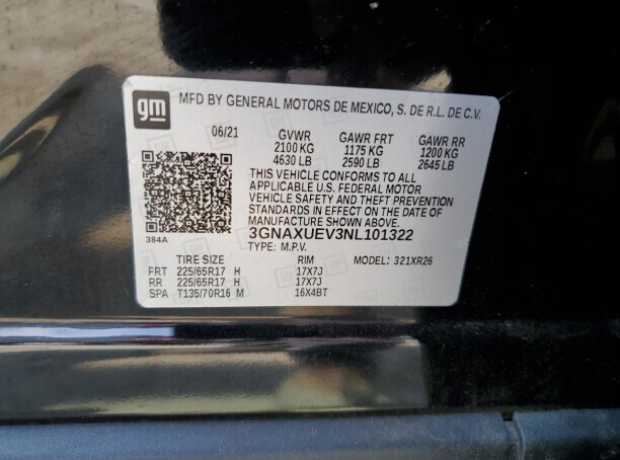 gm
MFD BY GENERAL MOTORS DE MEXICO, S. DE R.L. DE C.V.
06/21 GVWR GAWR FRT GAWR RR
2100 KG 1175 KG 1200 KG
4630 LB 2590 LB 2645 LB
THIS VEHICLE CONFORMS TO ALL
APPLICABLE U.S. FEDERAL MOTOR
VEHICLE SAFETY AND THEFT PREVENTION
STANDARDS IN EFFECT ON THE DATE OF
MANUFACTURE SHOWN ABOVE.
384A
3GNAXUEV3NL101322
TYPE: M.P.V.
TIRE SIZE RIM MODEL: 321XR26
FRT 225/65R17 H 17X7J
RR 225/65R17 H 17X7J
SPA T135/70R16 M 16X4BT